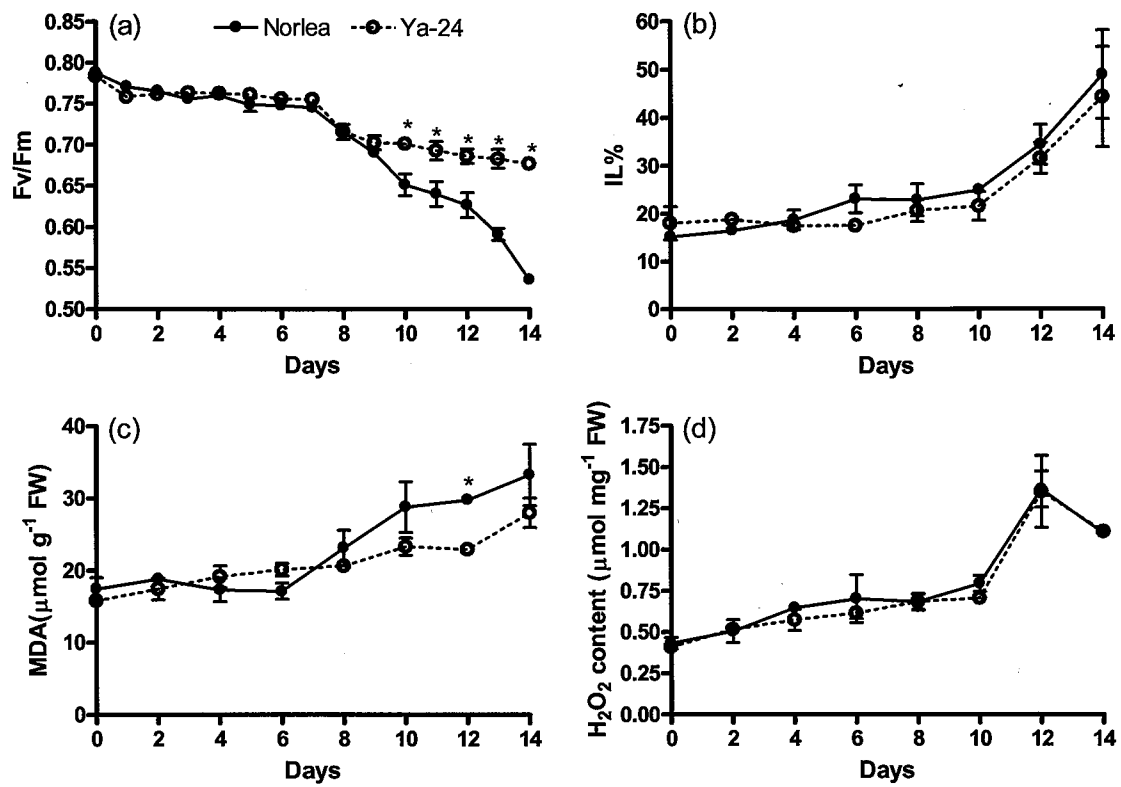 (a)
Norlea
Ya-24
0.85
0.80
0.75
0.70
0.65
0.60
0.55
0.50
Fv/Fm
* * * * *
0 2 4 6 8 10 12 14
Days
(b)
60
50
40
30
20
10
0
IL%
0 2 4 6 8 10 12 14
Days
(c)
40
30
20
10
0
MDA(μmol g⁻¹ FW)
*
0 2 4 6 8 10 12 14
Days
(d)
1.75
1.50
1.25
1.00
0.75
0.50
0.25
0.00
H₂O₂ content (μmol mg⁻¹ FW)
0 2 4 6 8 10 12 14
Days